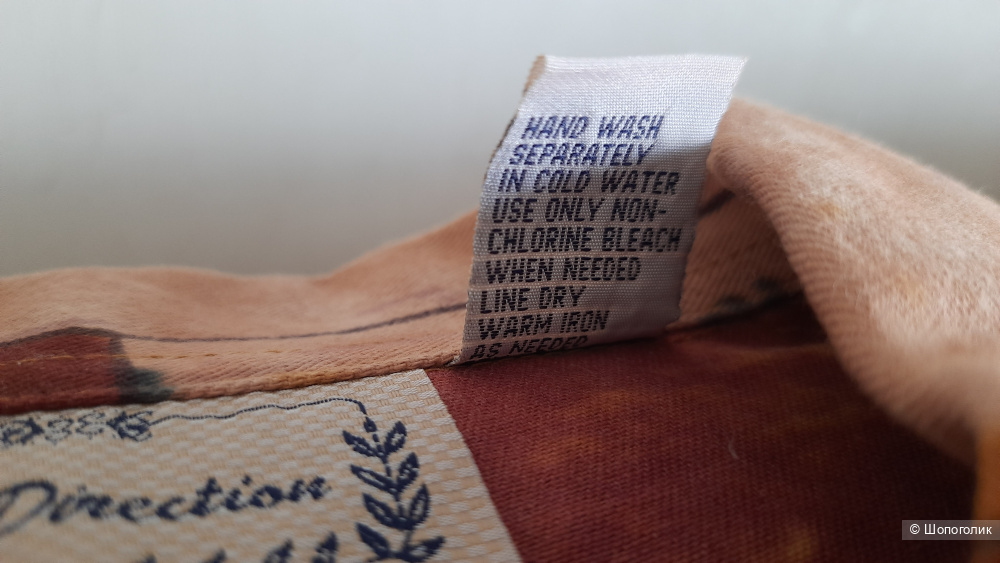 HAND WASH
SEPARATELY
IN COLD WATER
USE ONLY NON-
CHLORINE BLEACH
WHEN NEEDED
LINE DRY
WARM IRON
AS NEEDED
Direction
© Шопоголик